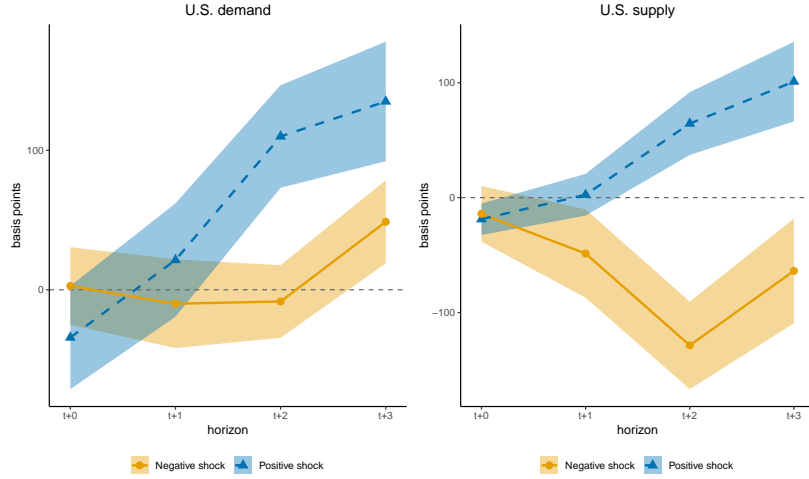 U.S. demand
basis points
100
0
t+0 t+1 t+2 t+3
horizon
Negative shock Positive shock
U.S. supply
basis points
100
0
−100
t+0 t+1 t+2 t+3
horizon
Negative shock Positive shock